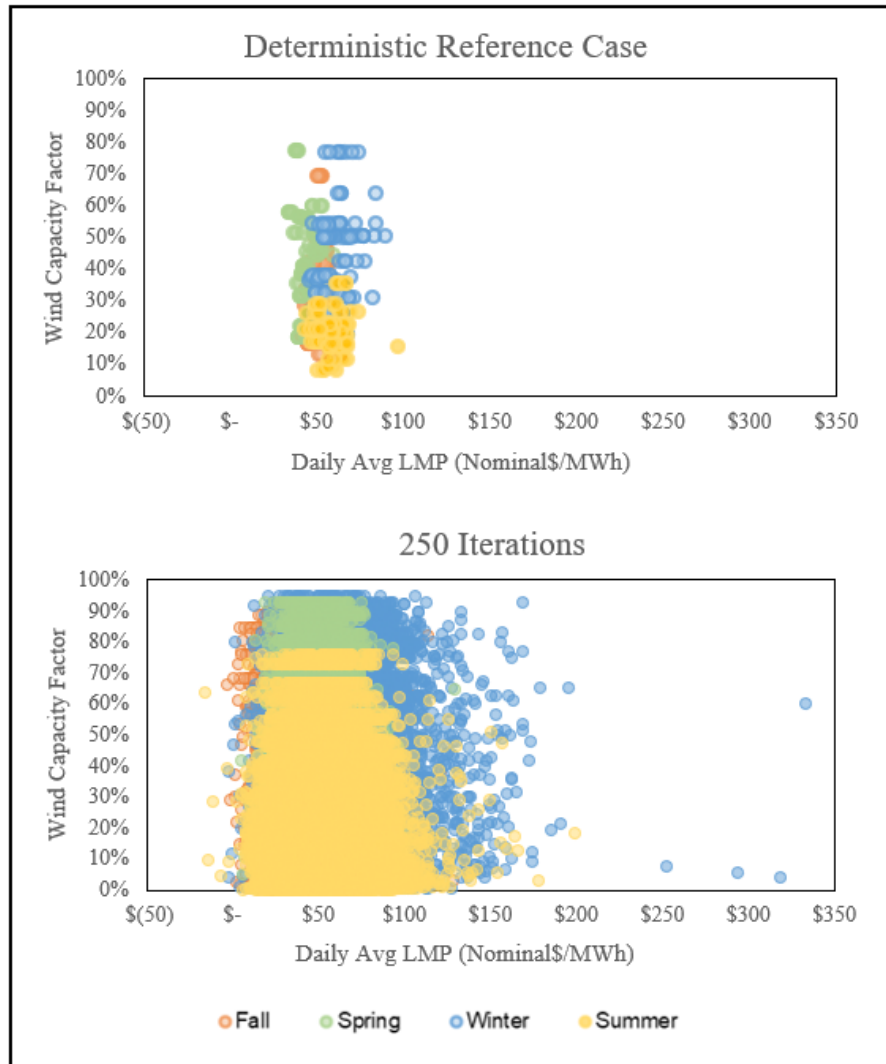 Deterministic Reference Case
100%
90%
80%
70%
60%
50%
40%
30%
20%
10%
0%
Wind Capacity Factor
$(50) $- $50 $100 $150 $200 $250 $300 $350
Daily Avg LMP (Nominal$/MWh)
250 Iterations
100%
90%
80%
70%
60%
50%
40%
30%
20%
10%
0%
Wind Capacity Factor
$(50) $- $50 $100 $150 $200 $250 $300 $350
Daily Avg LMP (Nominal$/MWh)
Fall Spring Winter Summer